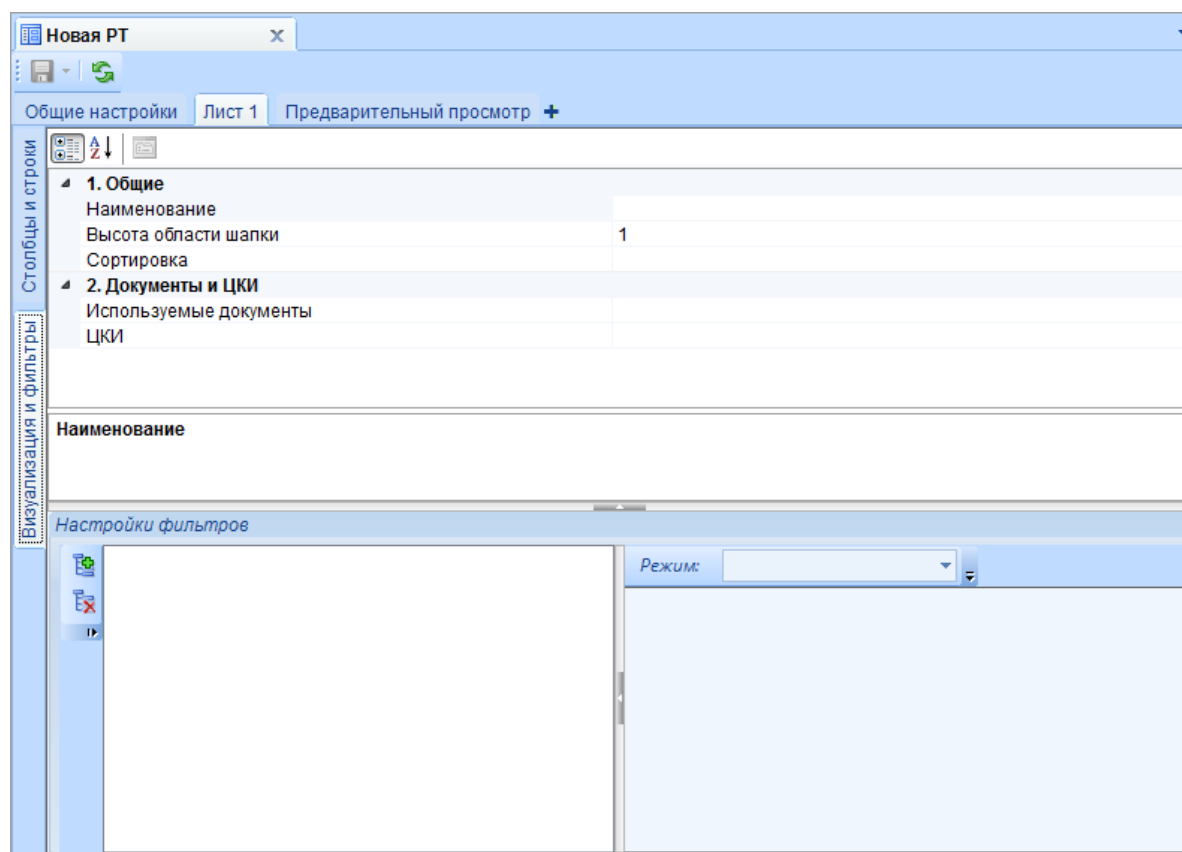 Новая РТ
Общие настройки Лист 1 Предварительный просмотр
Столбцы и строки
Визуализация и фильтры
1. Общие
Наименование
Высота области шапки 1
Сортировка
2. Документы и ЦКИ
Используемые документы
ЦКИ
Наименование
Настройки фильтров
Режим: